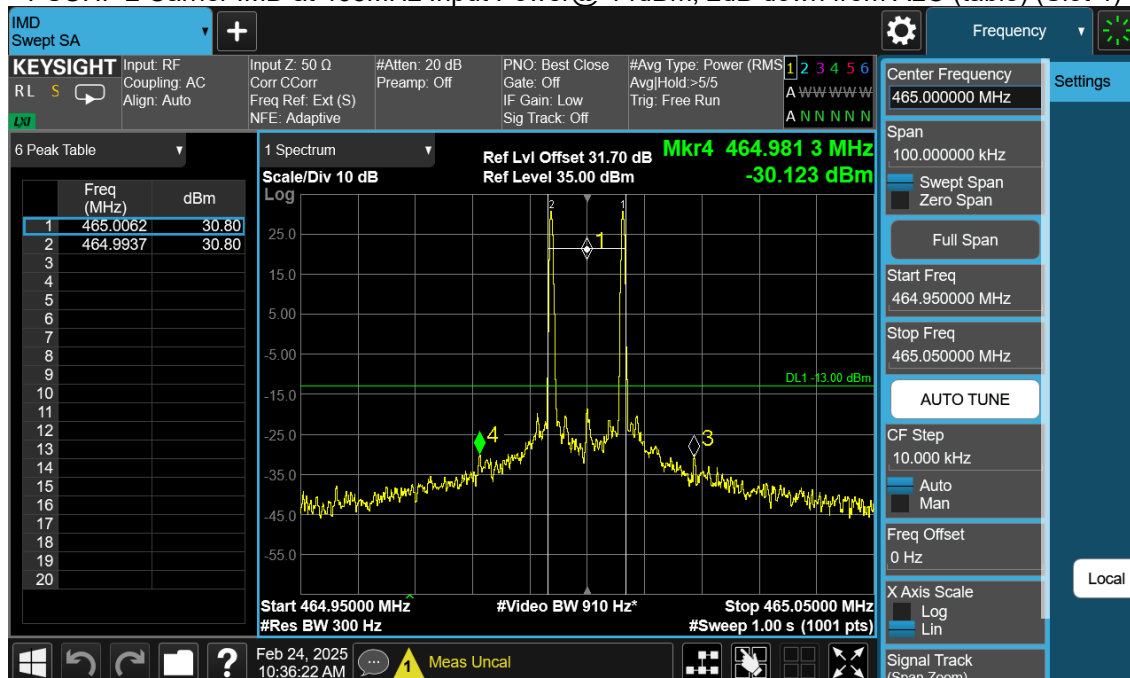 IMD
Swept SA
+
Frequency
KEYSIGHT
RL S
LXI
Input: RF
Coupling: AC
Align: Auto
Input Z: 50 Ω
Corr CCorr
Freq Ref: Ext (S)
NFE: Adaptive
#Atten: 20 dB
Preamp: Off
PNO: Best Close
Gate: Off
IF Gain: Low
Sig Track: Off
#Avg Type: Power (RMS
Avg|Hold:>5/5
Trig: Free Run
1 2 3 4 5 6
A W W W W W
A N N N N N
6 Peak Table
Freq
(MHz)
dBm
1 465.0062 30.80
2 464.9937 30.80
3
4
5
6
7
8
9
10
11
12
13
14
15
16
17
18
19
20
1 Spectrum
Scale/Div 10 dB
Log
Ref Lvl Offset 31.70 dB
Ref Level 35.00 dBm
Mkr4 464.981 3 MHz
-30.123 dBm
2 1
1
25.0
15.0
5.00
-5.00
DL1 -13.00 dBm
-15.0
-25.0
4
3
-35.0
-45.0
-55.0
Start 464.95000 MHz
#Res BW 300 Hz
#Video BW 910 Hz*
Stop 465.05000 MHz
#Sweep 1.00 s (1001 pts)
Center Frequency
465.000000 MHz
Span
100.000000 kHz
Swept Span
Zero Span
Full Span
Start Freq
464.950000 MHz
Stop Freq
465.050000 MHz
AUTO TUNE
CF Step
10.000 kHz
Auto
Man
Freq Offset
0 Hz
X Axis Scale
Log
Lin
Signal Track
(Span Zoom)
Settings
Local
?
Feb 24, 2025
10:36:22 AM
1
Meas Uncal